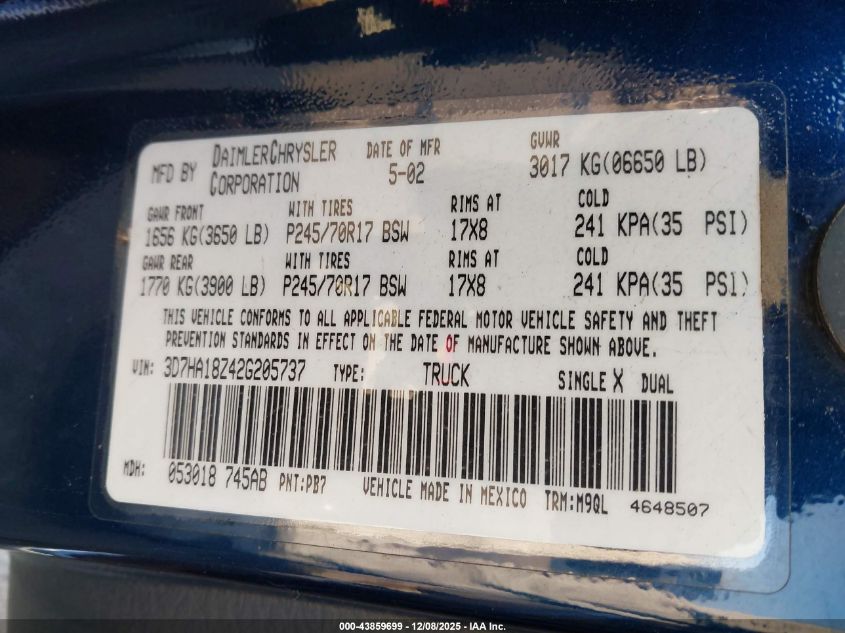 MFD BY DAIMLERCHRYSLER CORPORATION DATE OF MFR 5-02 GVWR 3017 KG(06650 LB)
GAWR FRONT WITH TIRES RIMS AT COLD
1656 KG(3650 LB) P245/70R17 BSW 17X8 241 KPA(35 PSI)
GAWR REAR WITH TIRES RIMS AT COLD
1770 KG(3900 LB) P245/70R17 BSW 17X8 241 KPA(35 PSI)
THIS VEHICLE CONFORMS TO ALL APPLICABLE FEDERAL MOTOR VEHICLE SAFETY AND THEFT
PREVENTION STANDARDS IN EFFECT ON THE DATE OF MANUFACTURE SHOWN ABOVE.
VIN: 3D7HA18Z42G205737 TYPE: TRUCK SINGLE X DUAL
MDH: 053018 745AB PNT:PB7 VEHICLE MADE IN MEXICO TRM:M9QL 4648507
000-43859699 - 12/08/2025 - IAA Inc.